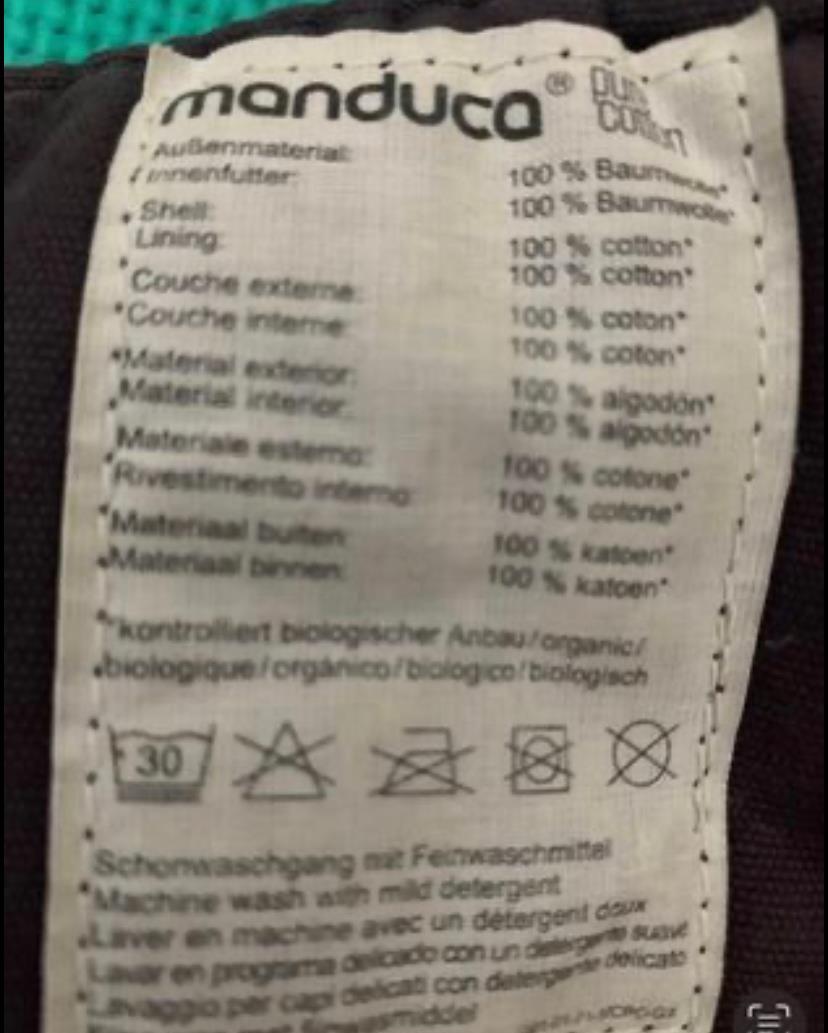 manduca® pure cotton
Außenmaterial: 100 % Baumwolle*
Innenfutter: 100 % Baumwolle*
Shell: 100 % cotton*
Lining: 100 % cotton*
Couche externe: 100 % coton*
Couche interne: 100 % coton*
Material exterior: 100 % algodón*
Material interior: 100 % algodón*
Materiale esterno: 100 % cotone*
Rivestimento interno: 100 % cotone*
Materiaal buiten: 100 % katoen*
Materiaal binnen: 100 % katoen*
*kontrolliert biologischer Anbau/organic/
biologique/orgánico/biologico/biologisch
30
Schonwaschgang mit Feinwaschmittel
Machine wash with mild detergent
Laver en machine avec un détergent doux
Lavar en programa delicado con un detergente suave
Lavaggio per capi delicati con detergente delicato